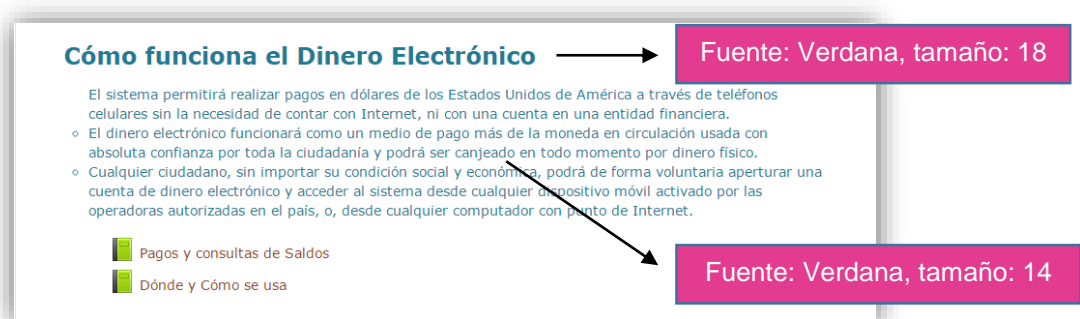 Cómo funciona el Dinero Electrónico
Fuente: Verdana, tamaño: 18
El sistema permitirá realizar pagos en dólares de los Estados Unidos de América a través de teléfonos
celulares sin la necesidad de contar con Internet, ni con una cuenta en una entidad financiera.
El dinero electrónico funcionará como un medio de pago más de la moneda en circulación usada con
absoluta confianza por toda la ciudadanía y podrá ser canjeado en todo momento por dinero físico.
Cualquier ciudadano, sin importar su condición social y económica, podrá de forma voluntaria aperturar una
cuenta de dinero electrónico y acceder al sistema desde cualquier dispositivo móvil activado por las
operadoras autorizadas en el país, o, desde cualquier computador con punto de Internet.
Pagos y consultas de Saldos
Dónde y Cómo se usa
Fuente: Verdana, tamaño: 14